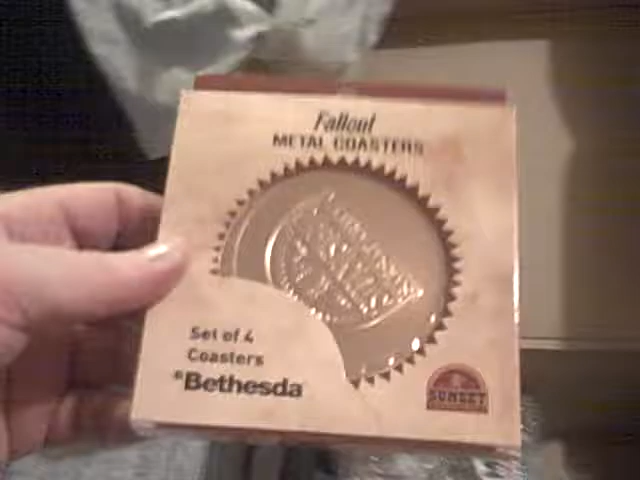 Fallout
METAL COASTERS
Set of 4
Coasters
Bethesda
SUNSET